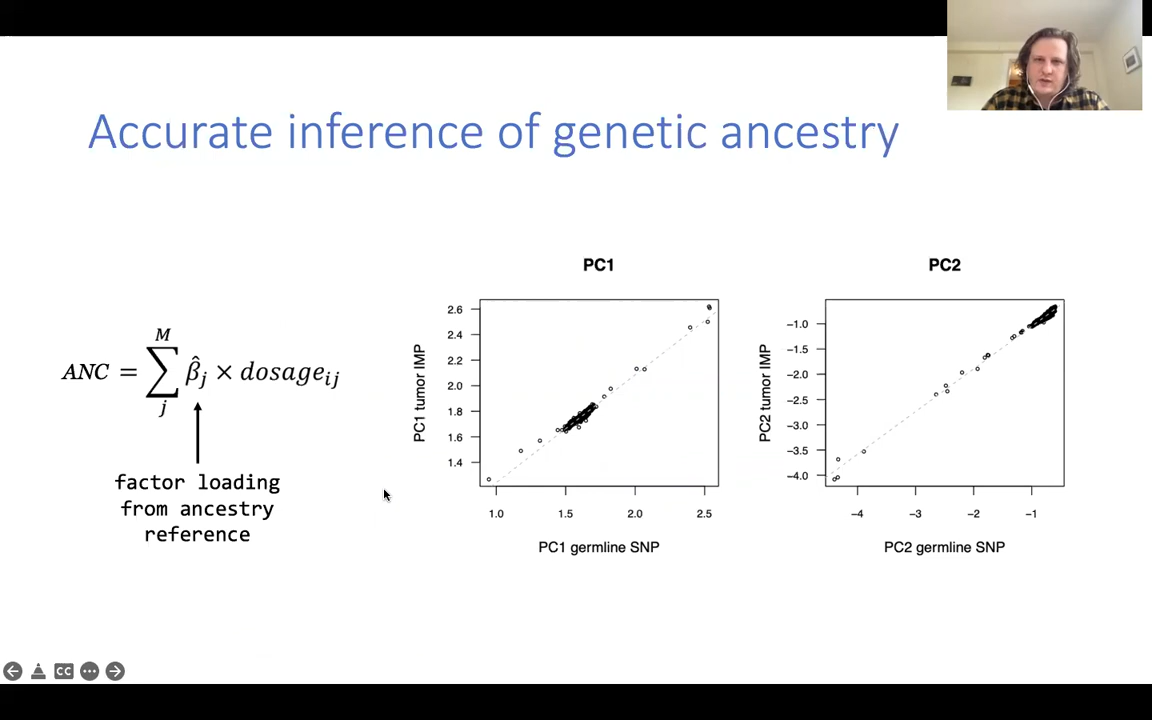 Accurate inference of genetic ancestry
ANC = ∑ M j β̂j × dosageij
factor loading
from ancestry
reference
PC1
PC1 tumor IMP
2.6
2.4
2.2
2.0
1.8
1.6
1.4
1.0 1.5 2.0 2.5
PC1 germline SNP
PC2
PC2 tumor IMP
−1.0
−1.5
−2.0
−2.5
−3.0
−3.5
−4.0
−4 −3 −2 −1
PC2 germline SNP
CC